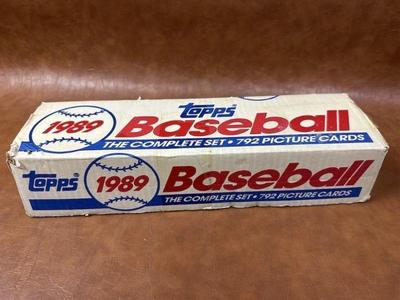 topps
1989
Baseball
THE COMPLETE SET • 792 PICTURE CARDS
topps
1989
Baseball
THE COMPLETE SET • 792 PICTURE CARDS